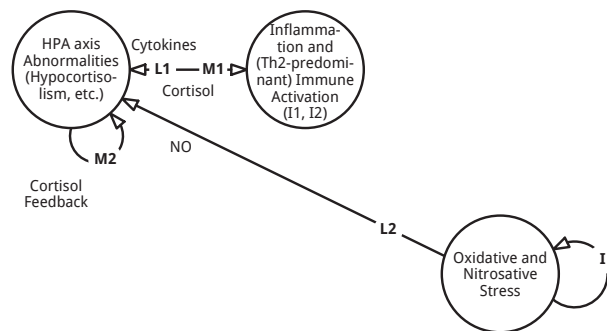 HPA axis
Abnormalities
(Hypocortiso-
lism, etc.)
Cytokines
L1
M1
Cortisol
Inflamma-
tion and
(Th2-predomi-
nant) Immune
Activation
(I1, I2)
M2
Cortisol
Feedback
NO
L2
Oxidative and
Nitrosative
Stress